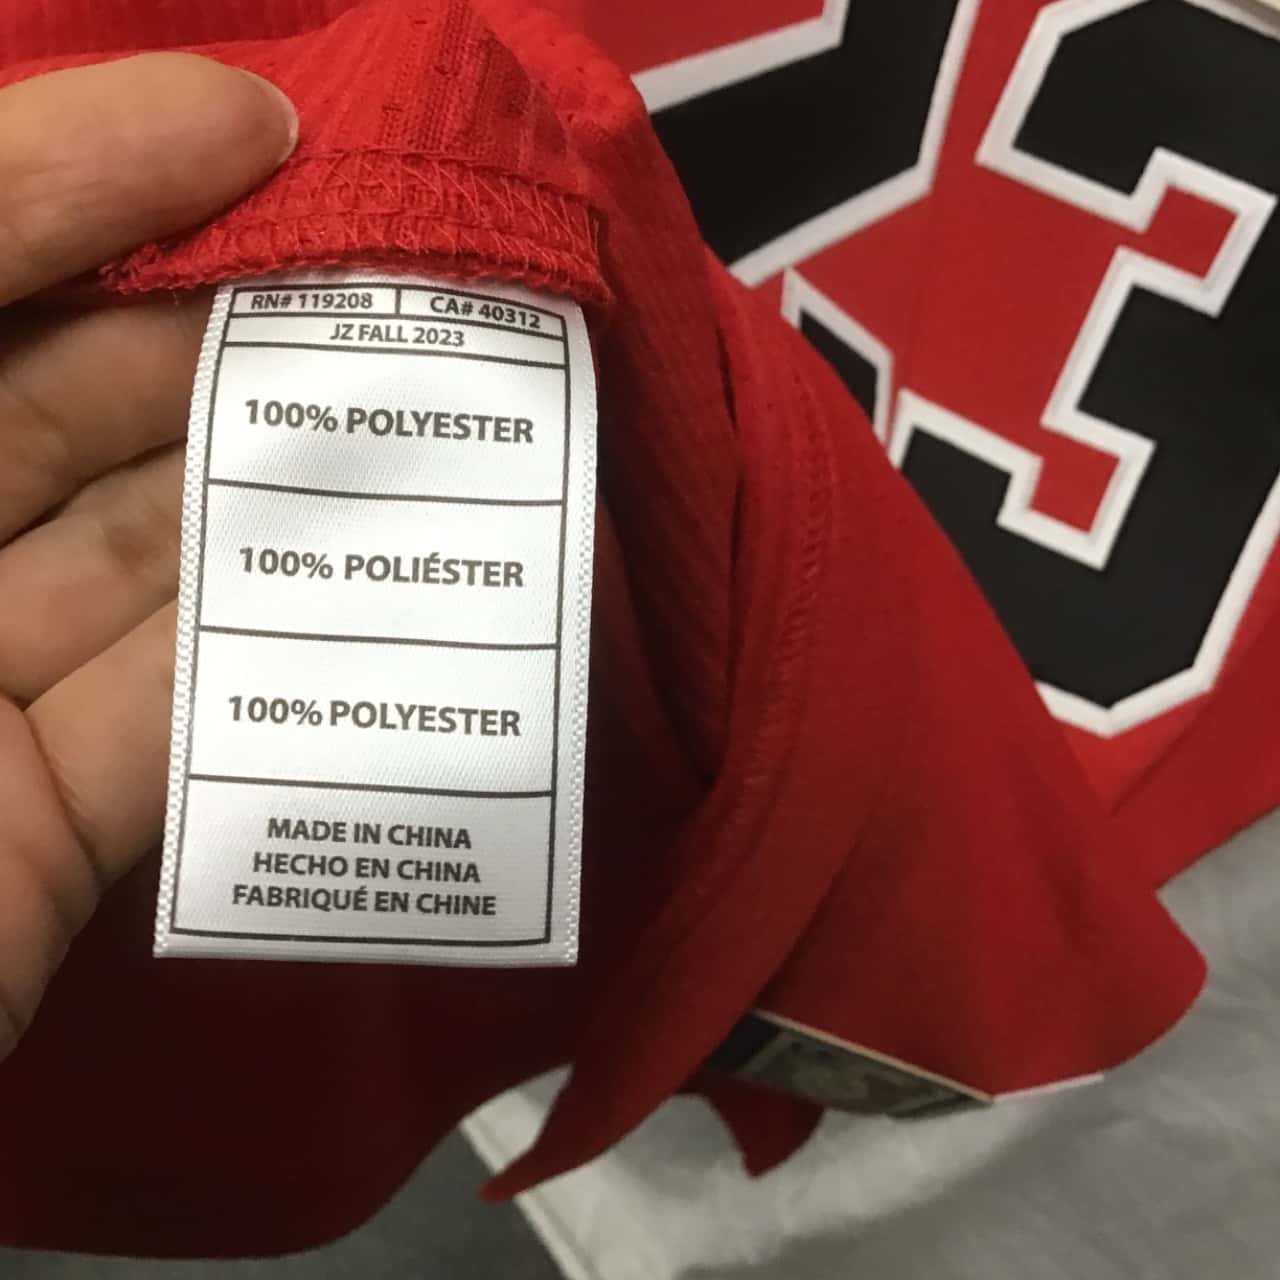 RN# 119208 CA# 40312
JZ FALL 2023
100% POLYESTER
100% POLIÉSTER
100% POLYESTER
MADE IN CHINA
HECHO EN CHINA
FABRIQUÉ EN CHINE
23